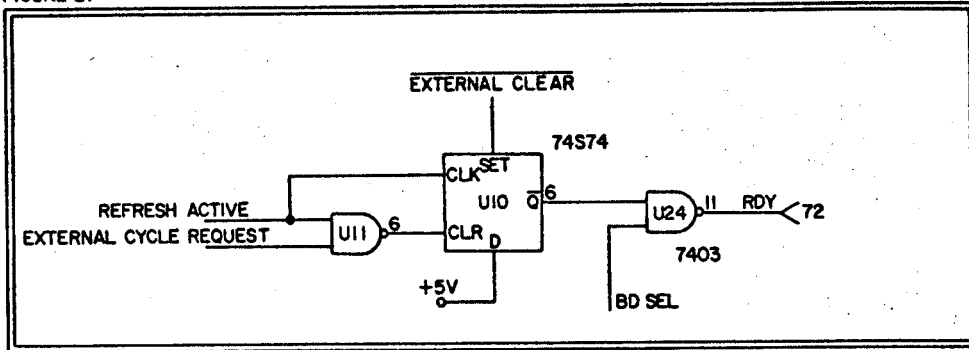 EXTERNAL CLEAR
74S74
CLK
SET
U10
Q
6
REFRESH ACTIVE
EXTERNAL CYCLE REQUEST
U11
6
CLR
D
+5V
U24
11
RDY
72
7403
BD SEL